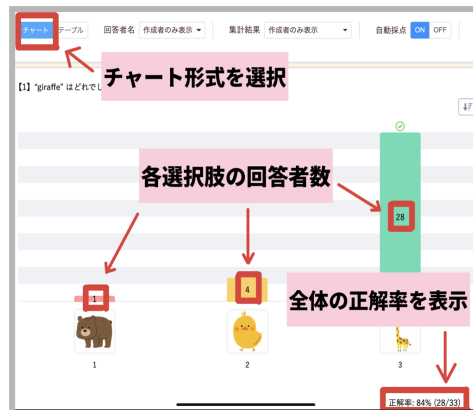 チャート テーブル 回答者名 作成者のみ表示 集計結果 作成者のみ表示 自動採点 ON OFF
チャート形式を選択
【1】"giraffe" はどれでし
各選択肢の回答者数
28
1
4
全体の正解率を表示
1 2 3
正解率: 84% (28/33)